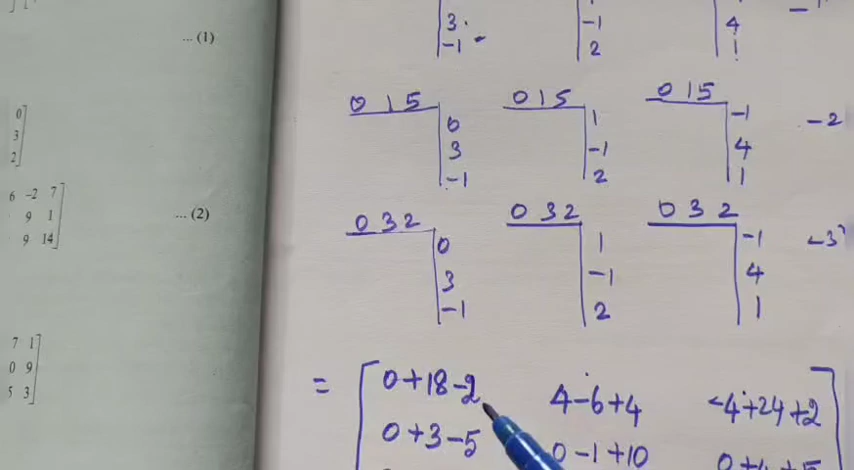 ... (1)
3 -1 4
-1 2 1
0 1 5 0 1 5 0 1 5
0 1 -1
3 -1 4 -2
-1 2 1
0 3 2 0 3 2 0 3 2
0 1 -1 -3
3 -1 4
-1 2 1
= 0+18-2 4-6+4 -4+24+2
0+3-5 0-1+10
0
3
2
6 -2 7
9 1 ... (2)
9 14
7 1
0 9
5 3